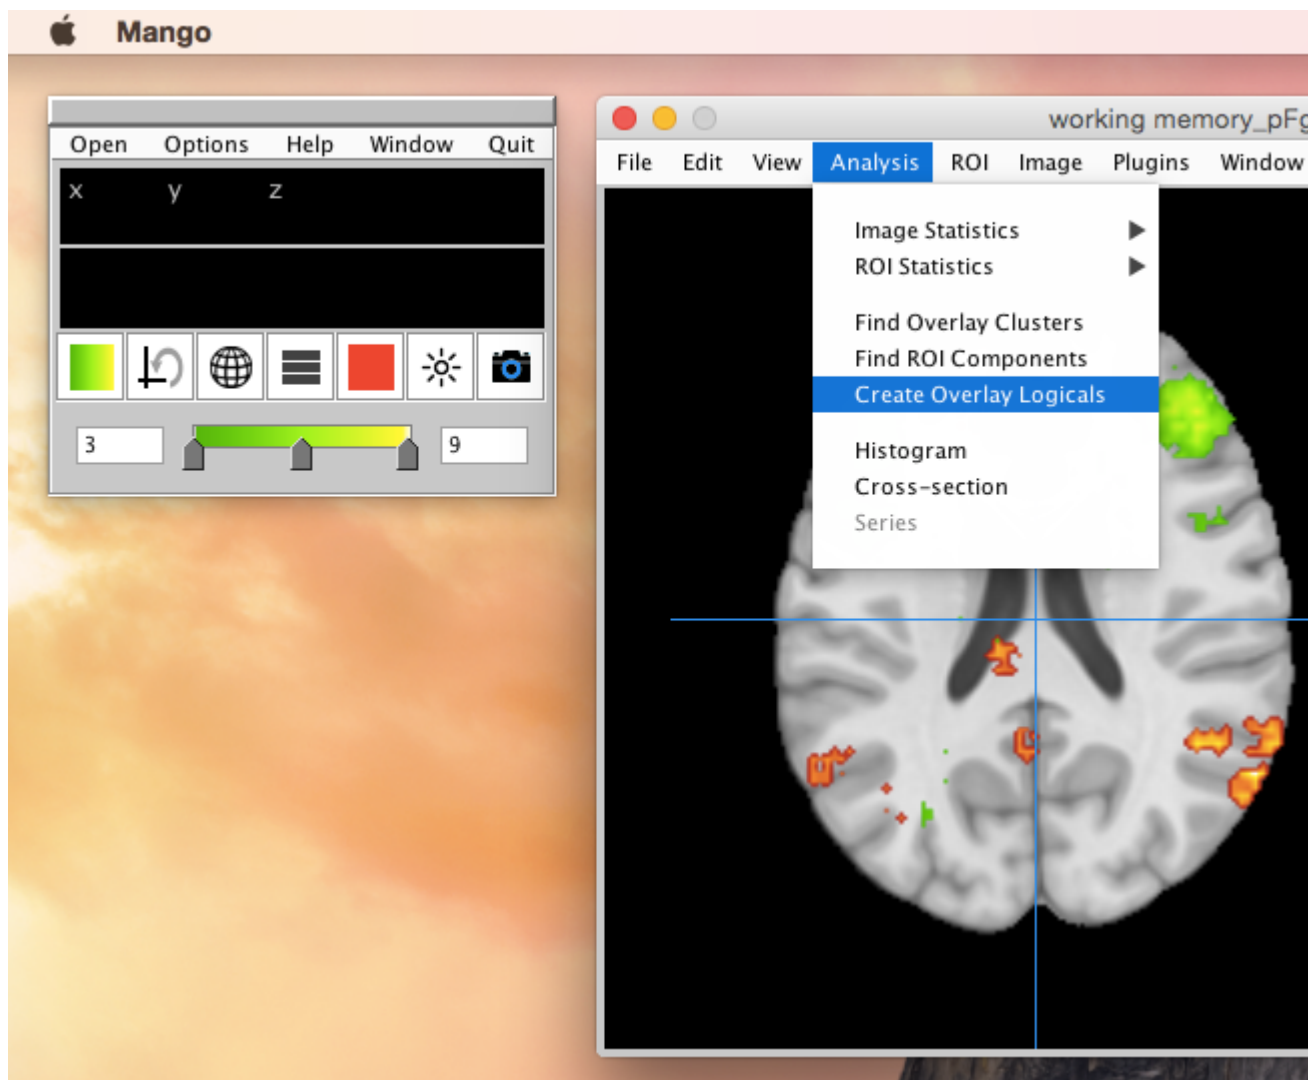 Mango
Open Options Help Window Quit
x y z
3 9
working memory_pFg
File Edit View Analysis ROI Image Plugins Window
Image Statistics
ROI Statistics
Find Overlay Clusters
Find ROI Components
Create Overlay Logicals
Histogram
Cross-section
Series